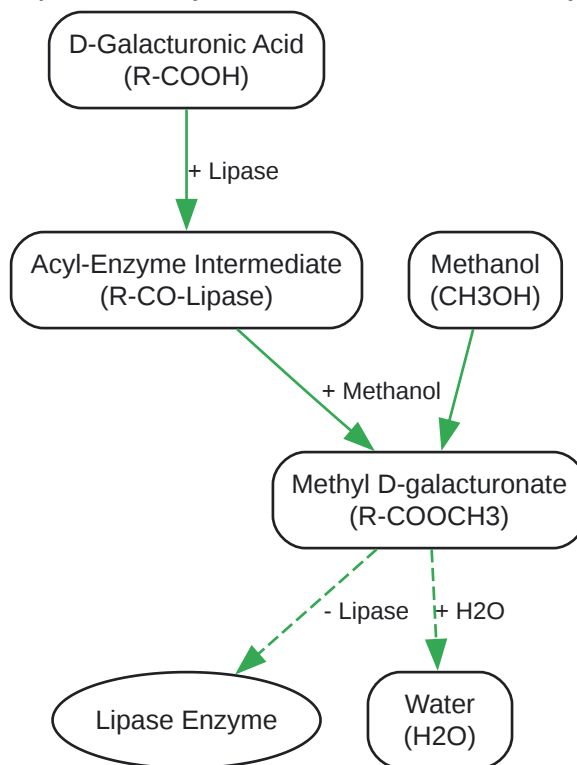 D-Galacturonic Acid
(R-COOH)
+ Lipase
Acyl-Enzyme Intermediate
(R-CO-Lipase)
Methanol
(CH3OH)
+ Methanol
Methyl D-galacturonate
(R-COOCH3)
- Lipase
+ H2O
Lipase Enzyme
Water
(H2O)